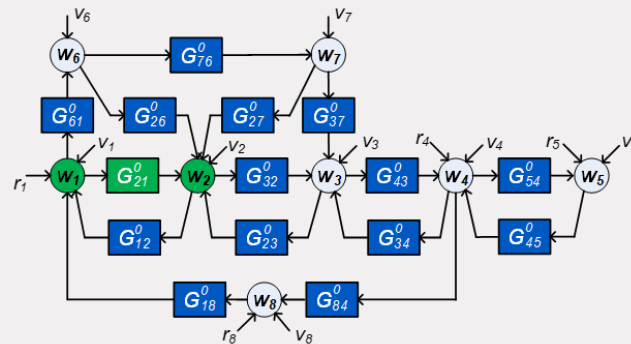 v6 v7
w6 G⁰76 w7
G⁰61 G⁰26 G⁰27 G⁰37
v1 v2 v3 r4 v4 r5 v
r1 w1 G⁰21 w2 G⁰32 w3 G⁰43 w4 G⁰54 w5
G⁰12 G⁰23 G⁰34 G⁰45
G⁰18 w8 G⁰84
r8 v8